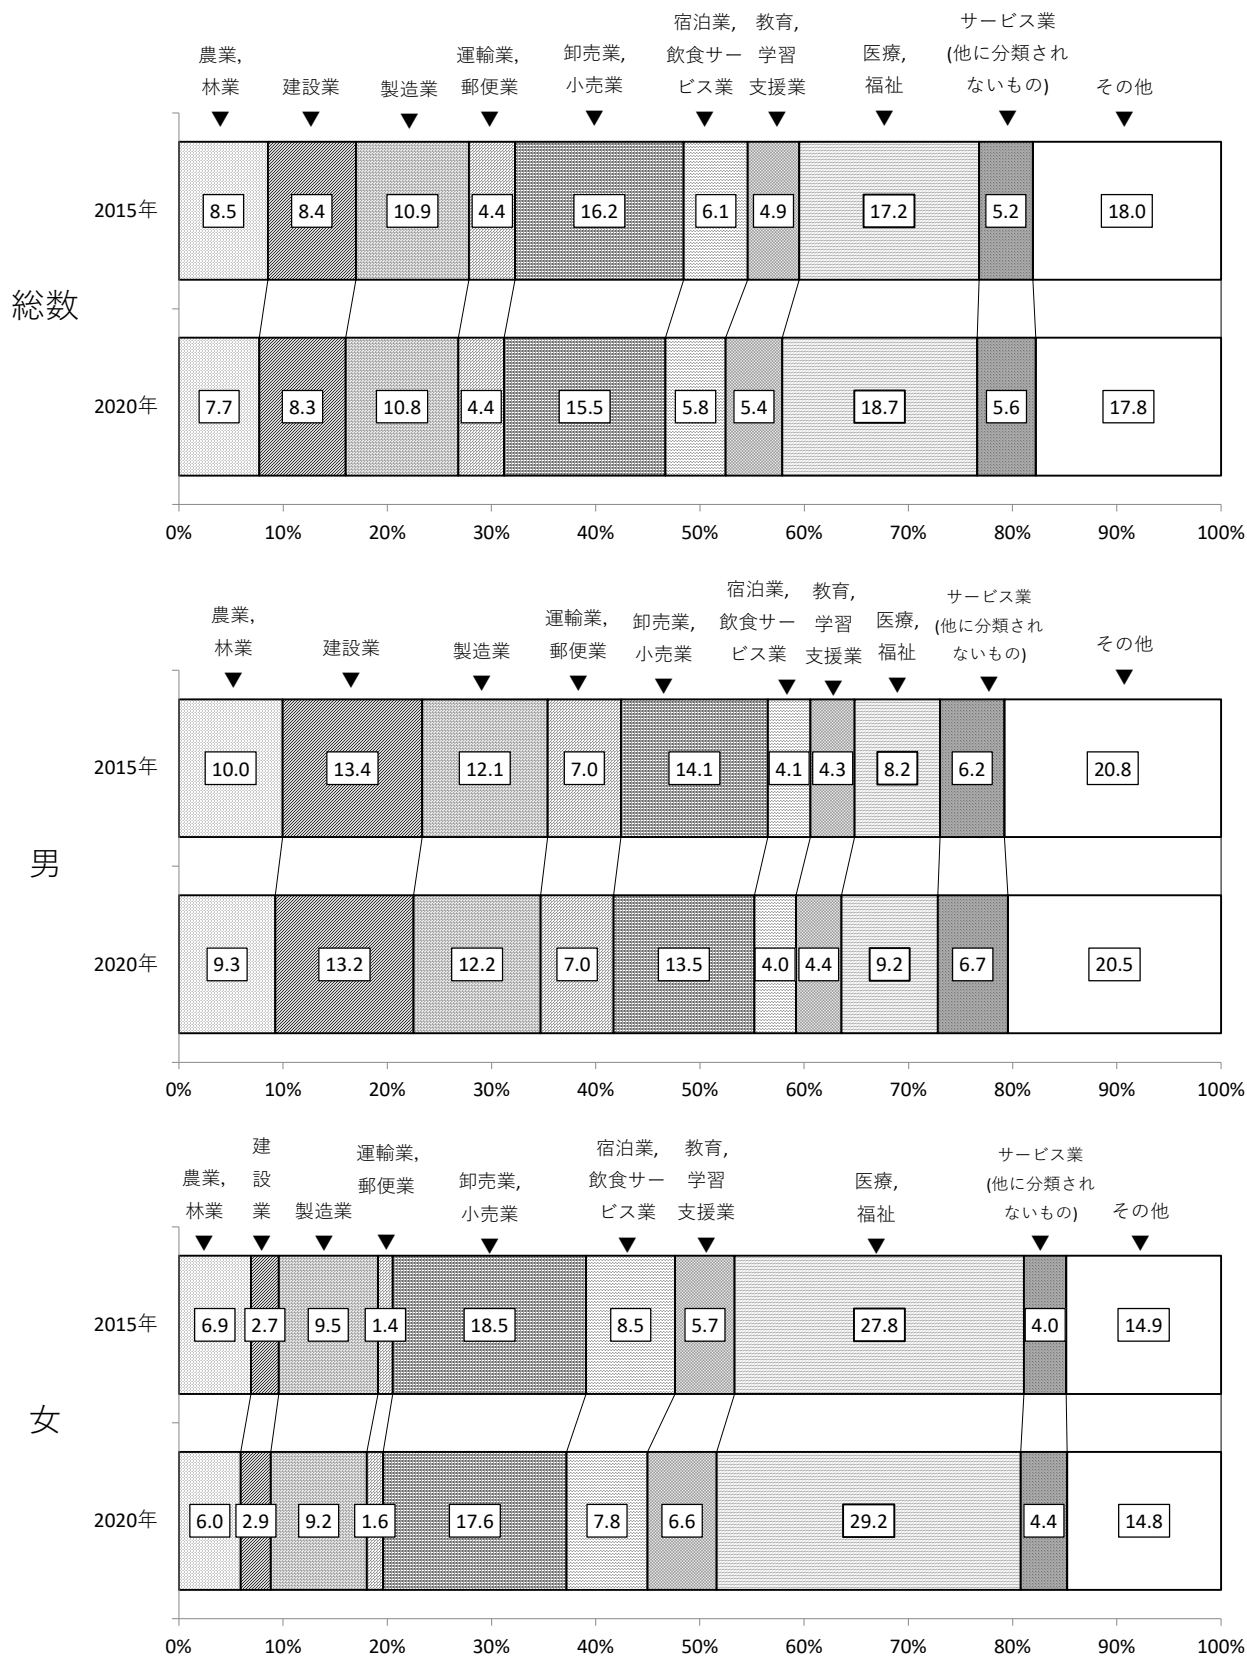 農業,
林業
建設業
製造業
運輸業,
郵便業
卸売業,
小売業
宿泊業,
飲食サー
ビス業
教育,
学習
支援業
医療,
福祉
サービス業
(他に分類され
ないもの)
その他
総数
2015年
8.5
8.4
10.9
4.4
16.2
6.1
4.9
17.2
5.2
18.0
2020年
7.7
8.3
10.8
4.4
15.5
5.8
5.4
18.7
5.6
17.8
0%
10%
20%
30%
40%
50%
60%
70%
80%
90%
100%
農業,
林業
建設業
製造業
運輸業,
郵便業
卸売業,
小売業
宿泊業,
飲食サー
ビス業
教育,
学習
支援業
医療,
福祉
サービス業
(他に分類され
ないもの)
その他
男
2015年
10.0
13.4
12.1
7.0
14.1
4.1
4.3
8.2
6.2
20.8
2020年
9.3
13.2
12.2
7.0
13.5
4.0
4.4
9.2
6.7
20.5
0%
10%
20%
30%
40%
50%
60%
70%
80%
90%
100%
農業,
林業
建
設
業
製造業
運輸業,
郵便業
卸売業,
小売業
宿泊業,
飲食サー
ビス業
教育,
学習
支援業
医療,
福祉
サービス業
(他に分類され
ないもの)
その他
女
2015年
6.9
2.7
9.5
1.4
18.5
8.5
5.7
27.8
4.0
14.9
2020年
6.0
2.9
9.2
1.6
17.6
7.8
6.6
29.2
4.4
14.8
0%
10%
20%
30%
40%
50%
60%
70%
80%
90%
100%